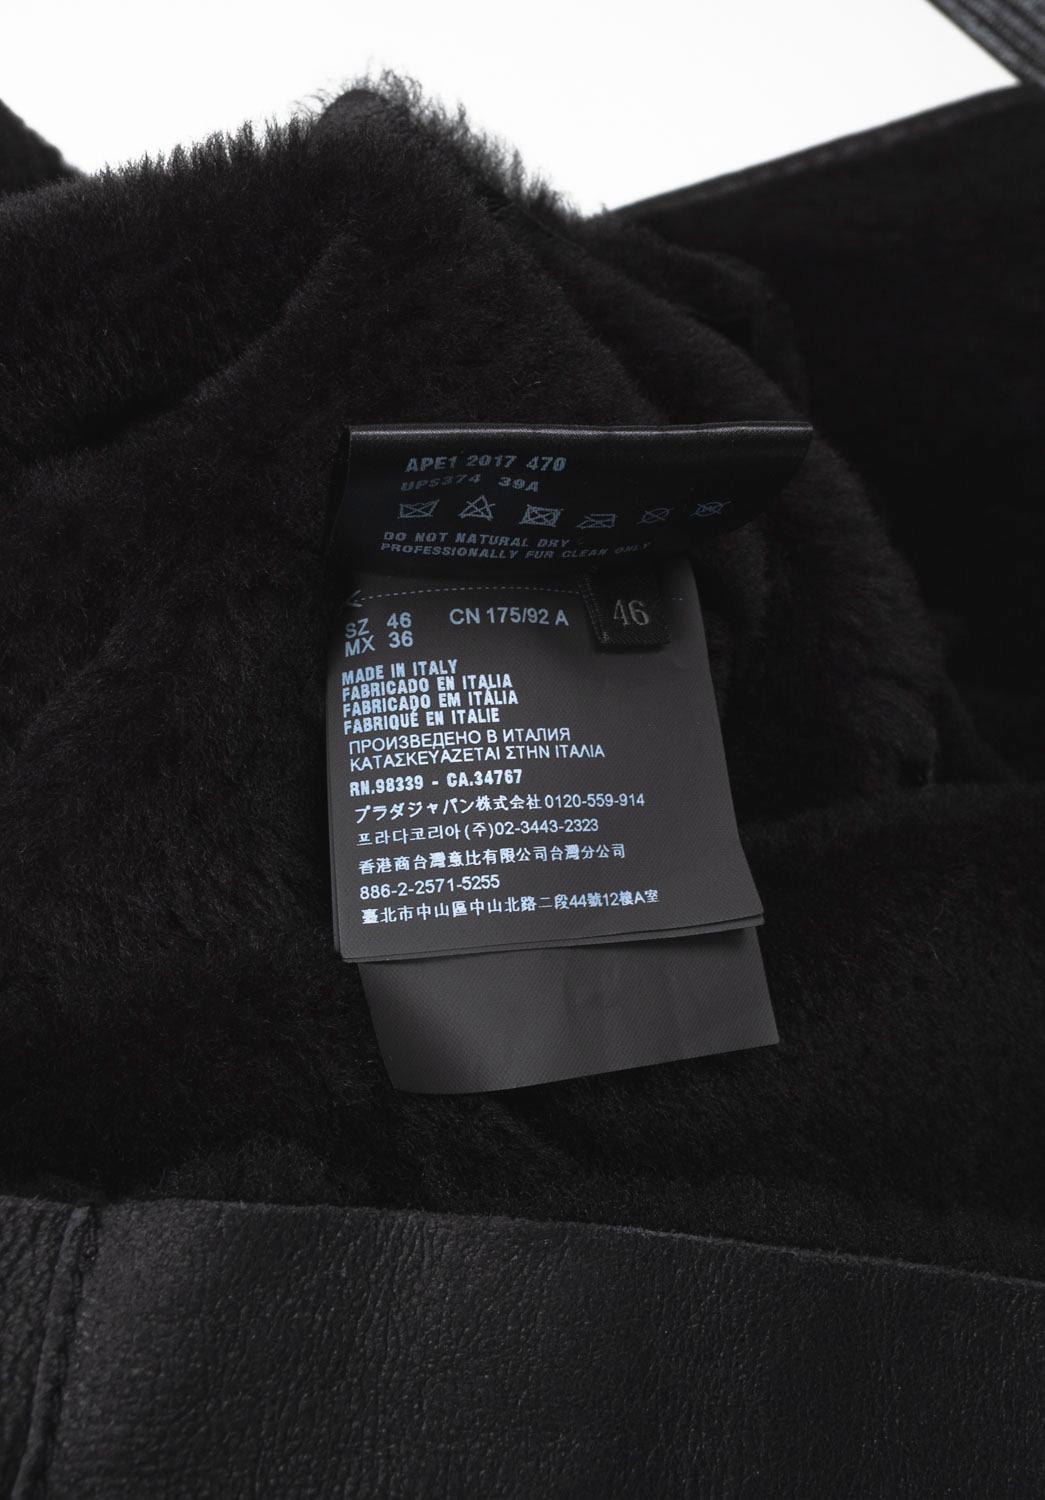 APE1 2017 470
UPS374 39A
DO NOT NATURAL DRY -
PROFESSIONALLY FUR CLEAN ONLY
46
SZ 46 CN 175/92 A
MX 36
MADE IN ITALY
FABRICADO EN ITALIA
FABRICADO EM ITÁLIA
FABRIQUÉ EN ITALIE
ПРОИЗВЕДЕНО В ИТАЛИЯ
ΚΑΤΑΣΚΕΥΑΖΕΤΑΙ ΣΤΗΝ ΙΤΑΛΙΑ
RN.98339 - CA.34767
プラダジャパン株式会社0120-559-914
프라다코리아(주)02-3443-2323
香港商台灣意比有限公司台灣分公司
886-2-2571-5255
臺北市中山區中山北路二段44號12樓A室